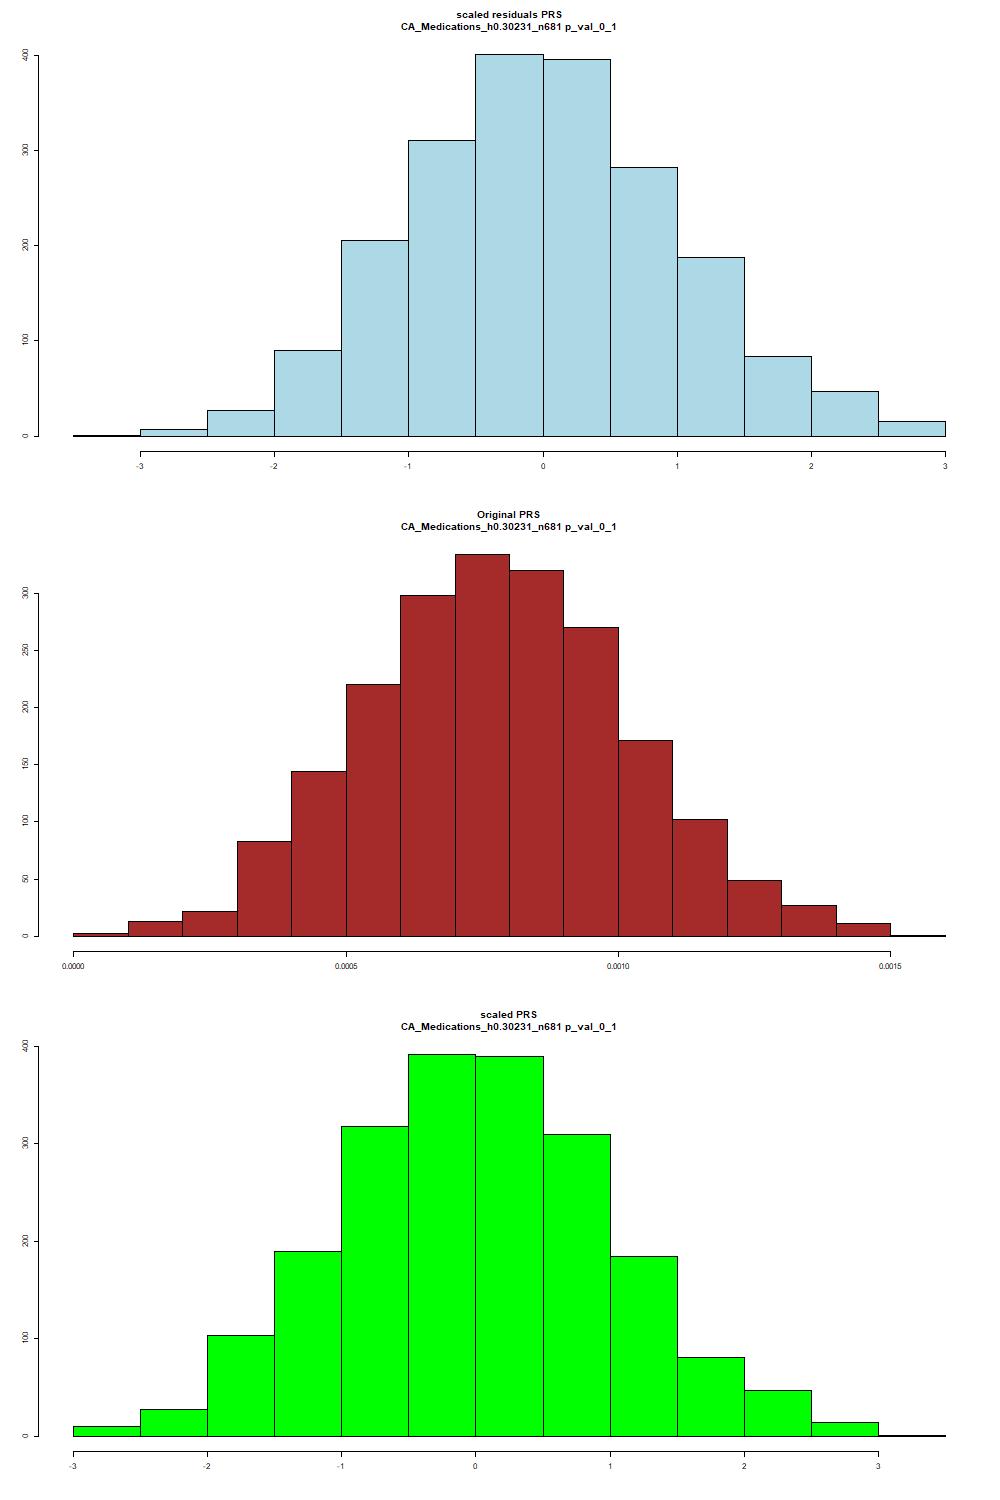 scaled residuals PRS
CA_Medications_h0.30231_n681 p_val_0_1
400
300
200
100
0
-3 -2 -1 0 1 2 3
Original PRS
CA_Medications_h0.30231_n681 p_val_0_1
300
250
200
150
100
50
0
0.0000 0.0005 0.0010 0.0015
scaled PRS
CA_Medications_h0.30231_n681 p_val_0_1
400
300
200
100
0
-3 -2 -1 0 1 2 3